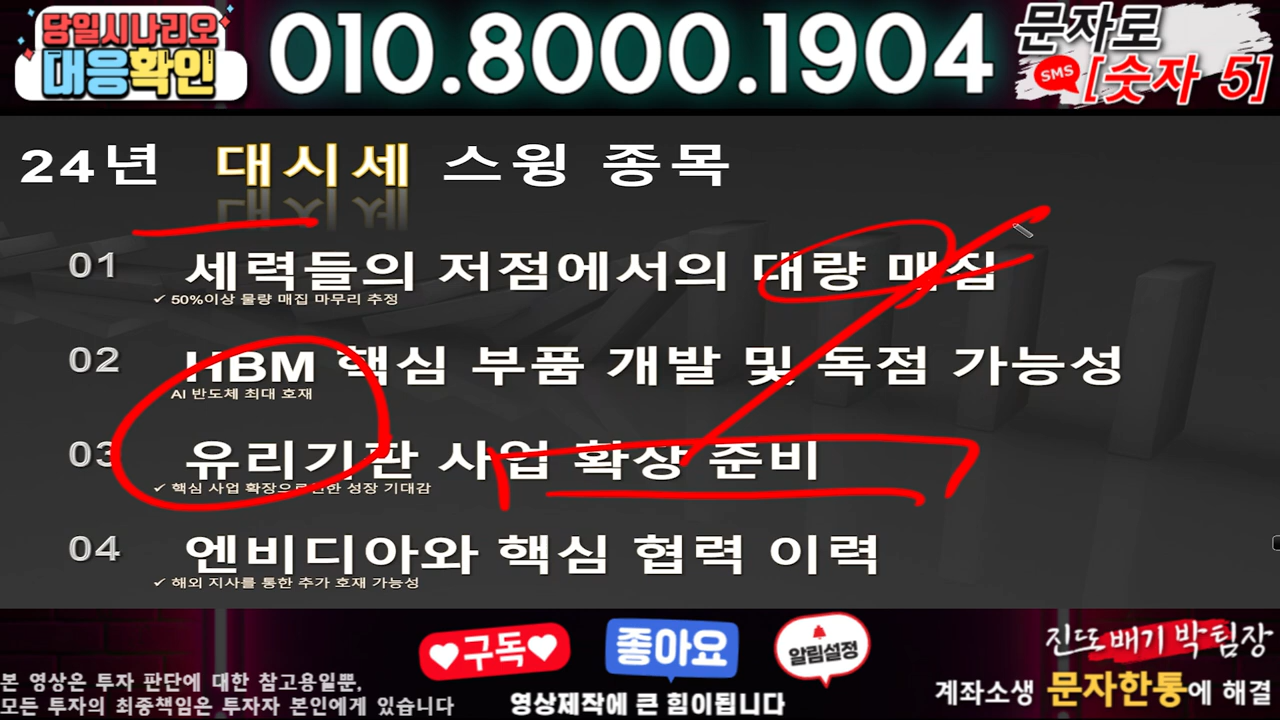 당일시나리오
대응확인
010.8000.1904
문자로
SMS
[숫자 5]
24년 대시세 스윙 종목
01 세력들의 저점에서의 대량 매집
✓ 50%이상 물량 매집 마무리 추정
02 HBM 핵심 부품 개발 및 독점 가능성
AI 반도체 최대 호재
03 유리기판 사업 확장 준비
✓ 핵심 사업 확장으로인한 성장 기대감
04 엔비디아와 핵심 협력 이력
✓ 해외 지사를 통한 추가 호재 가능성
구독
좋아요
알림설정
영상제작에 큰 힘이됩니다
본 영상은 투자 판단에 대한 참고용일뿐,
모든 투자의 최종책임은 투자자 본인에게 있습니다
진또배기 박팀장
계좌소생 문자한통에 해결